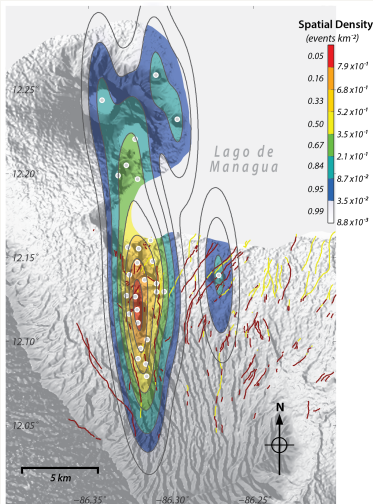 Spatial Density
(events km⁻²)
0.05
7.9 x10⁻¹
0.16
6.8 x10⁻¹
0.33
5.2 x10⁻¹
0.50
3.5 x10⁻¹
0.67
2.1 x10⁻¹
0.84
8.7 x10⁻²
0.95
3.5 x10⁻²
0.99
8.8 x10⁻³
12.25
Lago de
Managua
12.20
12.15°
12.10
12.05
N
5 km
−86.35°
−86.30
−86.25°